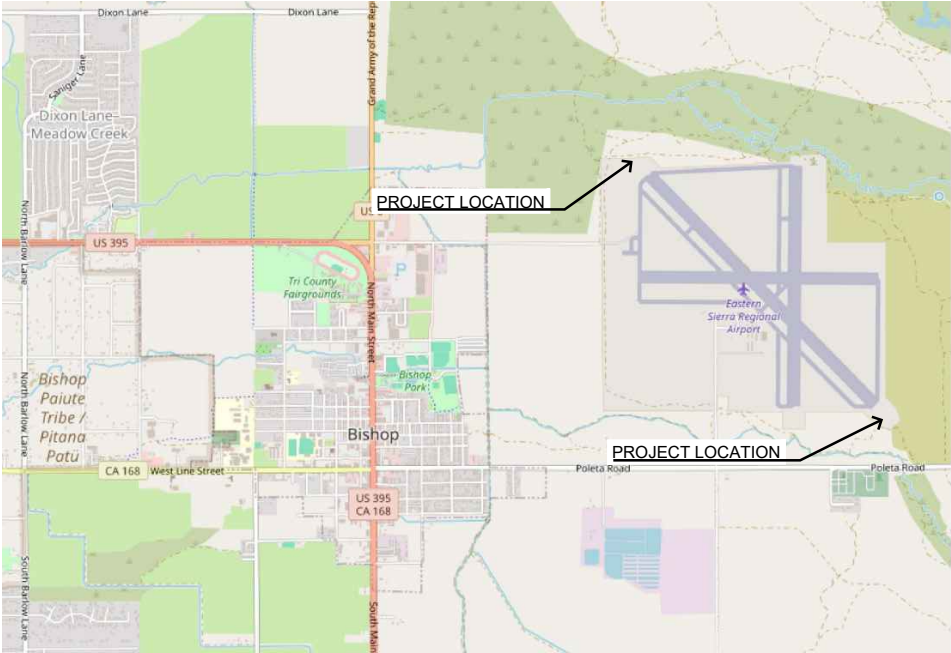 Dixon Lane
Dixon Lane
Grand Army of the Rep
Saniger Lane
Dixon Lane–
Meadow Creek
PROJECT LOCATION
US
North Barlow Lane
US 395
Tri County
Fairgrounds
P
North Main Street
Eastern
Sierra Regional
Airport
Bishop
Park
North Barlow Lane
Bishop
Paiute
Tribe /
Pitana
Patü
Bishop
PROJECT LOCATION
CA 168
West Line Street
Poleta Road
Poleta Road
US 395
CA 168
South Barlow Lane
South Main